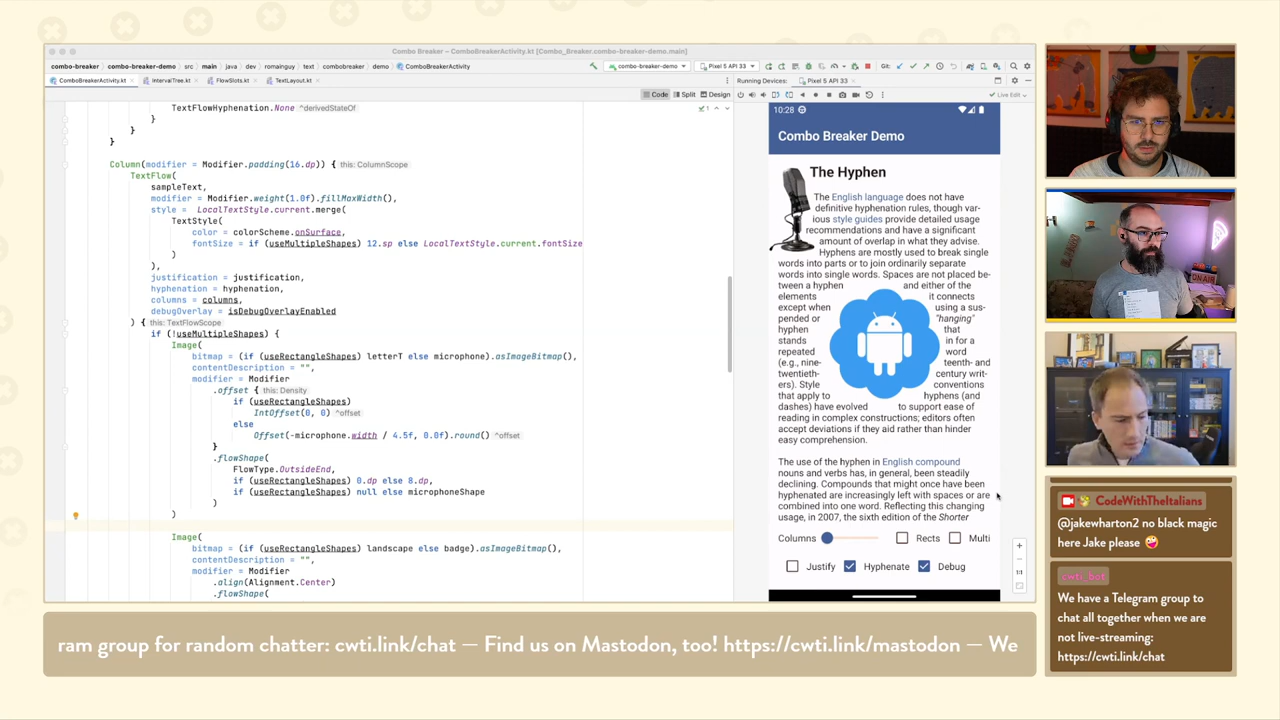 Combo Breaker – ComboBreakerActivity.kt [Combo_Breaker.combo-breaker-demo.main]
combo-breaker
combo-breaker-demo
src
main
java
dev
romainguy
text
combobreaker
demo
ComboBreakerActivity
combo-breaker-demo
Pixel 5 API 33
Git:
ComboBreakerActivity.kt
IntervalTree.kt
FlowSlots.kt
TextLayout.kt
Running Devices:
Pixel 5 API 33
Code
Split
Design
Live Edit
1
TextFlowHyphenation.None ^derivedStateOf
}
}
}
Column(modifier = Modifier.padding(16.dp)) { this: ColumnScope
TextFlow(
sampleText,
modifier = Modifier.weight(1.0f).fillMaxWidth(),
style = LocalTextStyle.current.merge(
TextStyle(
color = colorScheme.onSurface,
fontSize = if (useMultipleShapes) 12.sp else LocalTextStyle.current.fontSize
)
),
justification = justification,
hyphenation = hyphenation,
columns = columns,
debugOverlay = isDebugOverlayEnabled
) { this: TextFlowScope
if (!useMultipleShapes) {
Image(
bitmap = (if (useRectangleShapes) letterT else microphone).asImageBitmap(),
contentDescription = "",
modifier = Modifier
.offset { this: Density
if (useRectangleShapes)
IntOffset(0, 0) ^offset
else
Offset(-microphone.width / 4.5f, 0.0f).round() ^offset
}
.flowShape(
FlowType.OutsideEnd,
if (useRectangleShapes) 0.dp else 8.dp,
if (useRectangleShapes) null else microphoneShape
)
)
Image(
bitmap = (if (useRectangleShapes) landscape else badge).asImageBitmap(),
contentDescription = "",
modifier = Modifier
.align(Alignment.Center)
.flowShape(
10:28
Combo Breaker Demo
The Hyphen
The English language does not have
definitive hyphenation rules, though var-
ious style guides provide detailed usage
recommendations and have a significant
amount of overlap in what they advise.
Hyphens are mostly used to break single
words into parts or to join ordinarily separate
words into single words. Spaces are not placed be-
tween a hyphen and either of the
elements it connects
except when using a sus-
pended or "hanging"
hyphen that
stands in for a
repeated word
(e.g., nine- teenth- and
twentieth- century writ-
ers). Style conventions
that apply to hyphens (and
dashes) have evolved to support ease of
reading in complex constructions; editors often
accept deviations if they aid rather than hinder
easy comprehension.
The use of the hyphen in English compound
nouns and verbs has, in general, been steadily
declining. Compounds that might once have been
hyphenated are increasingly left with spaces or are
combined into one word. Reflecting this changing
usage, in 2007, the sixth edition of the Shorter
Columns Rects Multi
Justify Hyphenate Debug
+
1:1
ON AIR
CodeWithTheItalians
@jakewharton2 no black magic
here Jake please 🤪
cwti_bot
We have a Telegram group to
chat all together when we are
not live-streaming:
https://cwti.link/chat
ram group for random chatter: cwti.link/chat — Find us on Mastodon, too! https://cwti.link/mastodon — We